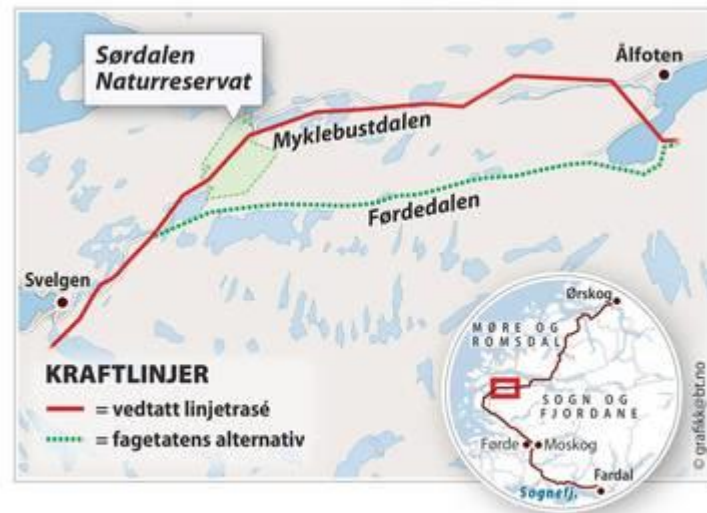 Sørdalen
Naturreservat
Ålfoten
Myklebustdalen
Førdedalen
Svelgen
KRAFTLINJER
= vedtatt linjetrasé
= fagetatens alternativ
Ørskog
MØRE OG
ROMSDAL
SOGN OG
FJORDANE
Førde
Moskog
Fardal
Sognefj.
© grafikk@bt.no